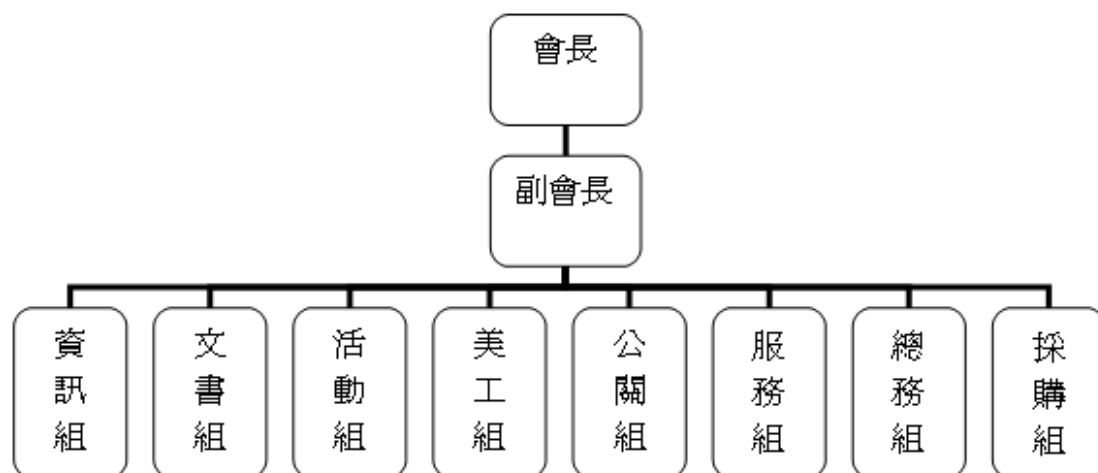 會長
副會長
資訊組
文書組
活動組
美工組
公關組
服務組
總務組
採購組